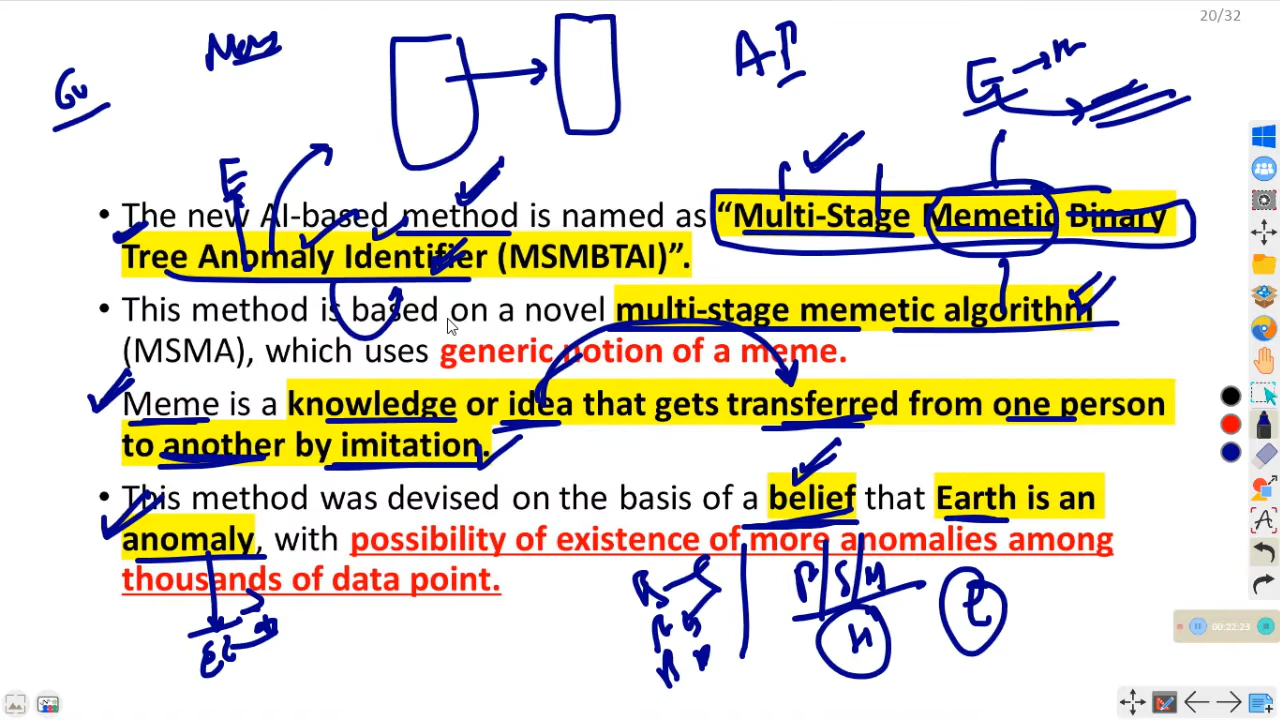 20/32
Mem
AI
G
E
• The new AI-based method is named as “Multi-Stage Memetic Binary
Tree Anomaly Identifier (MSMBTAI)”.
• This method is based on a novel multi-stage memetic algorithm
(MSMA), which uses generic notion of a meme.
Meme is a knowledge or idea that gets transferred from one person
to another by imitation.
• This method was devised on the basis of a belief that Earth is an
anomaly, with possibility of existence of more anomalies among
thousands of data point.
P S M
00:22:23